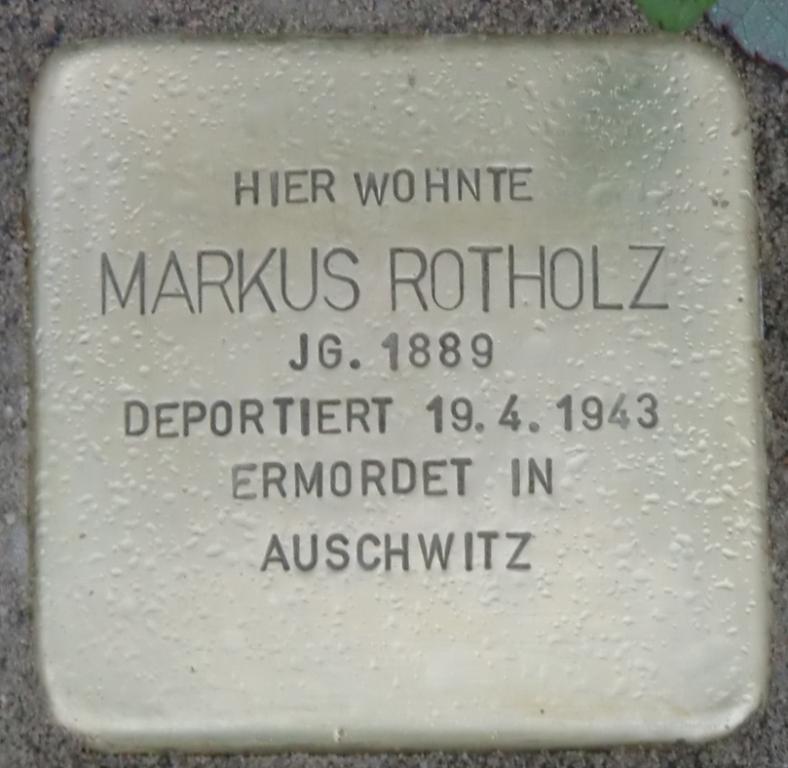 HIER WOHNTE
MARKUS ROTHOLZ
JG. 1889
DEPORTIERT 19.4.1943
ERMORDET IN
AUSCHWITZ